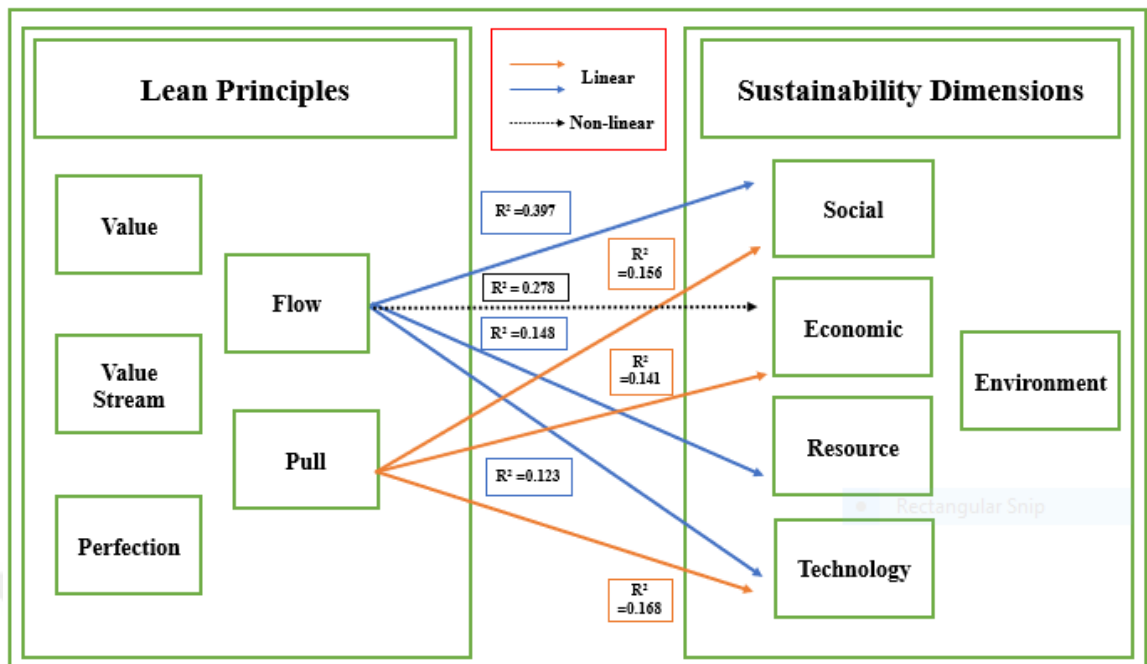 Lean Principles
Linear
Non-linear
Sustainability Dimensions
Value
Flow
Value
Stream
Pull
Perfection
R² =0.397
R²
=0.156
R² = 0.278
R² =0.148
R²
=0.141
R² =0.123
R²
=0.168
Social
Economic
Environment
Resource
Rectangular Snip
Technology